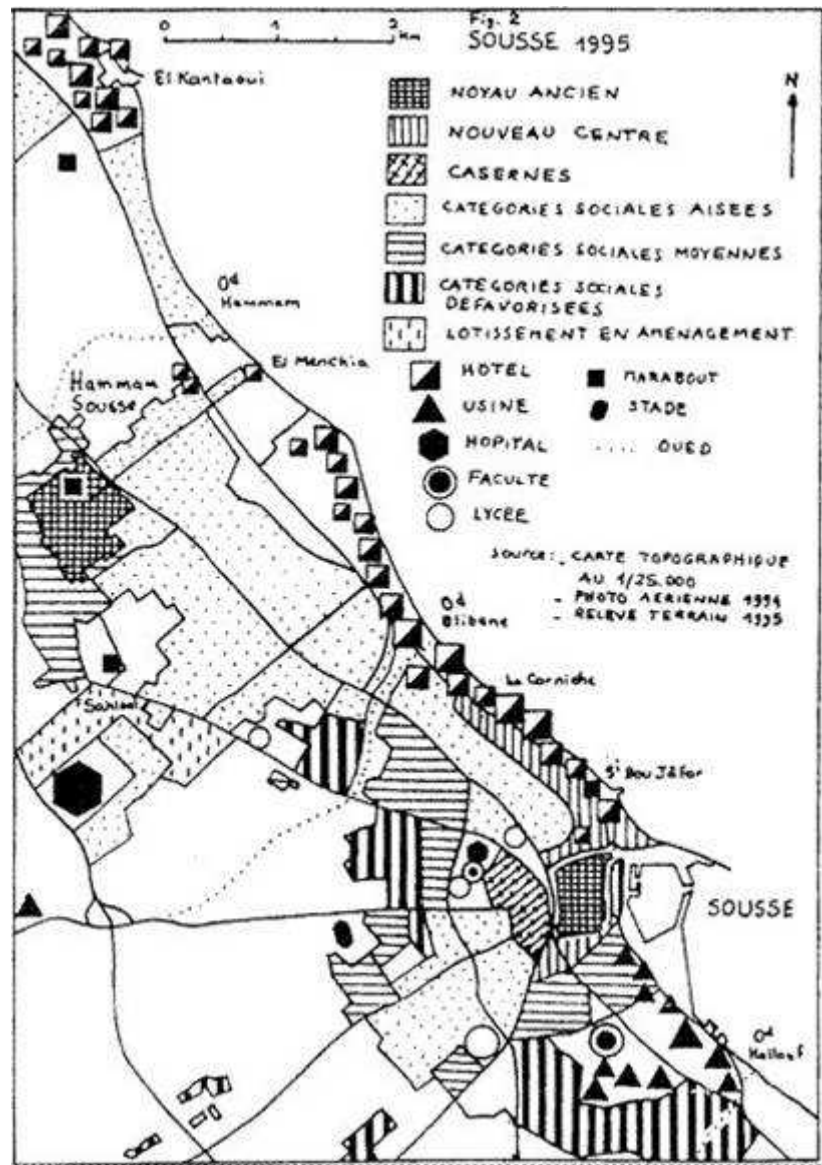 Fig. 2
0 1 2
Km
SOUSSE 1995
N
NOYAU ANCIEN
NOUVEAU CENTRE
CASERNES
CATEGORIES SOCIALES AISEES
CATEGORIES SOCIALES MOYENNES
CATEGORIES SOCIALES
DEFAVORISEES
LOTISSEMENT EN AMENAGEMENT
HOTEL
MARABOUT
USINE
STADE
HOPITAL
OUED
FACULTE
LYCEE
Source: - CARTE TOPOGRAPHIQUE
AU 1/25.000
- PHOTO AERIENNE 1994
- RELEVE TERRAIN 1995
El Kantaoui
Od
Hammam
El Menchia
Hammam
Sousse
Od
Blibane
La Corniche
Sahloul
Si Bou Jâfar
SOUSSE
Od
Hallouf